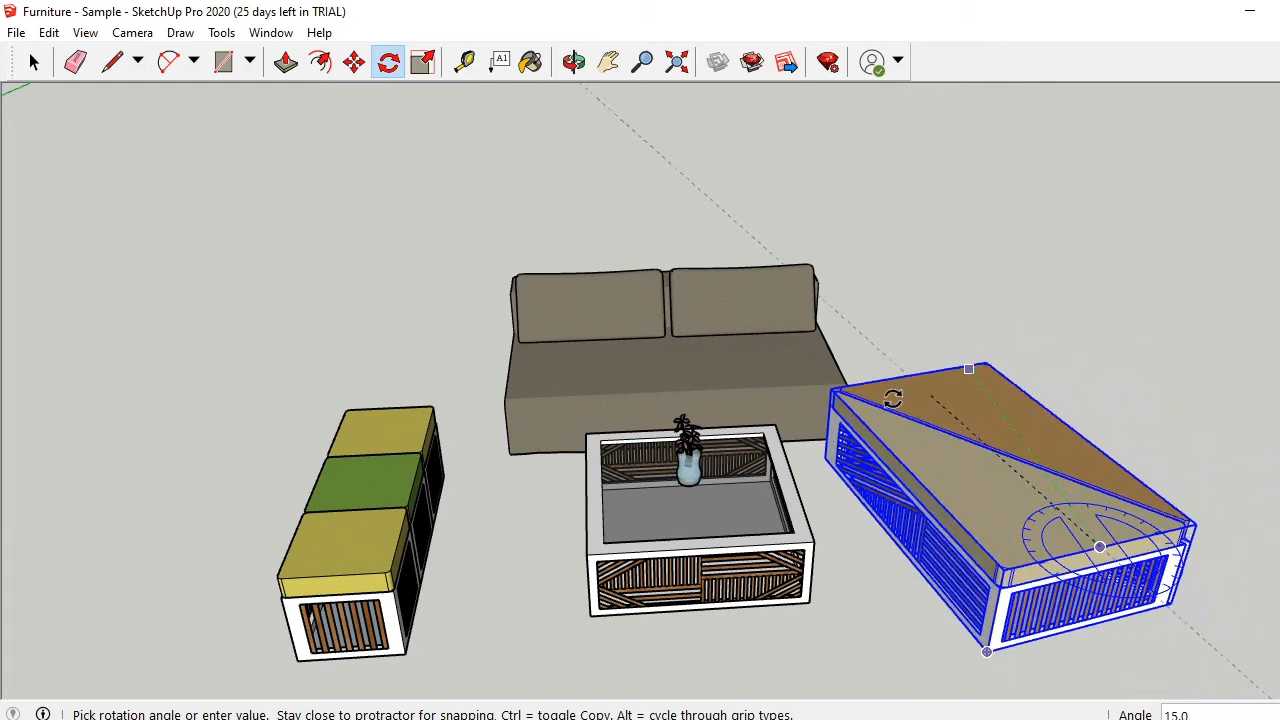 Furniture - Sample - SketchUp Pro 2020 (25 days left in TRIAL)
File Edit View Camera Draw Tools Window Help
A1
Pick rotation angle or enter value. Stay close to protractor for snapping. Ctrl = toggle Copy. Alt = cycle through grip types. Angle 15.0